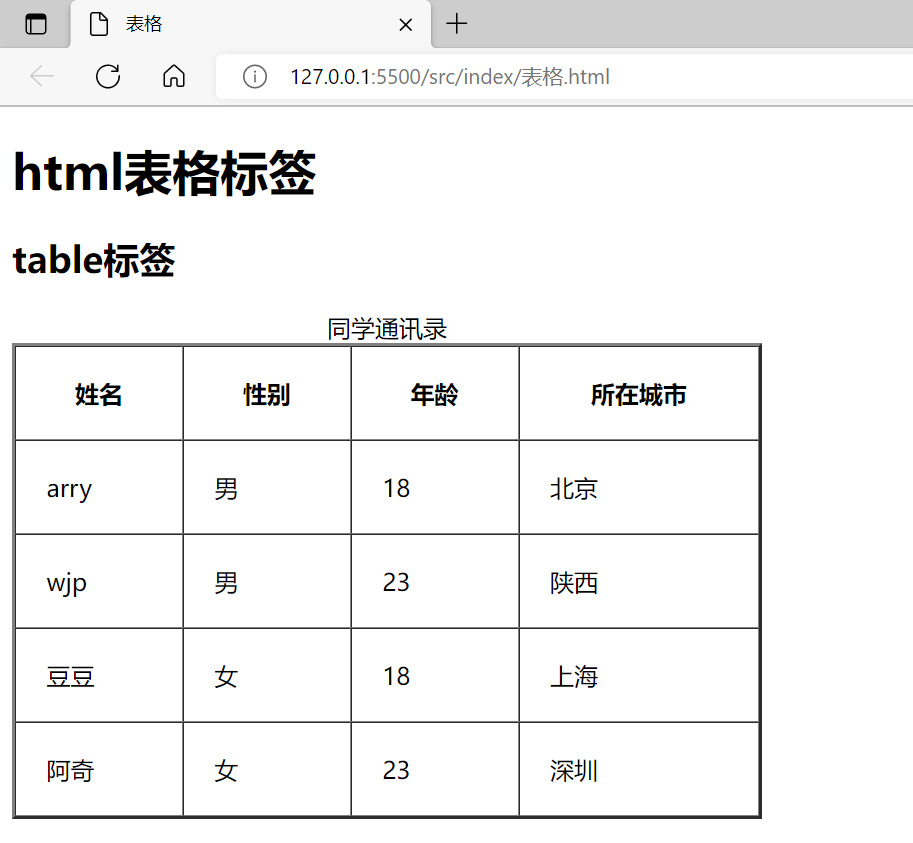 表格
127.0.0.1:5500/src/index/表格.html
html表格标签
table标签
同学通讯录
姓名 性别 年龄 所在城市
arry 男 18 北京
wjp 男 23 陕西
豆豆 女 18 上海
阿奇 女 23 深圳